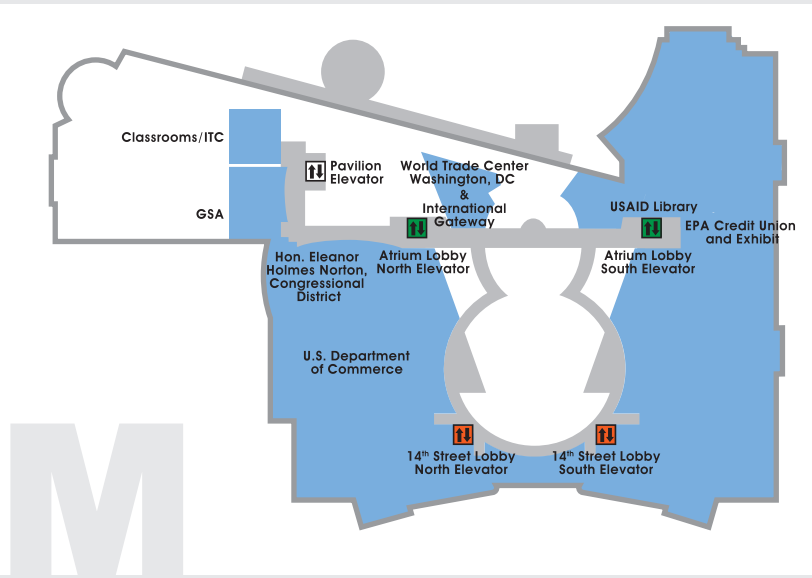 Classrooms/ITC
Pavilion
Elevator
World Trade Center
Washington, DC
&
International
Gateway
GSA
USAID Library
EPA Credit Union
and Exhibit
Hon. Eleanor
Holmes Norton,
Congressional
District
Atrium Lobby
North Elevator
Atrium Lobby
South Elevator
U.S. Department
of Commerce
14th Street Lobby
North Elevator
14th Street Lobby
South Elevator
M